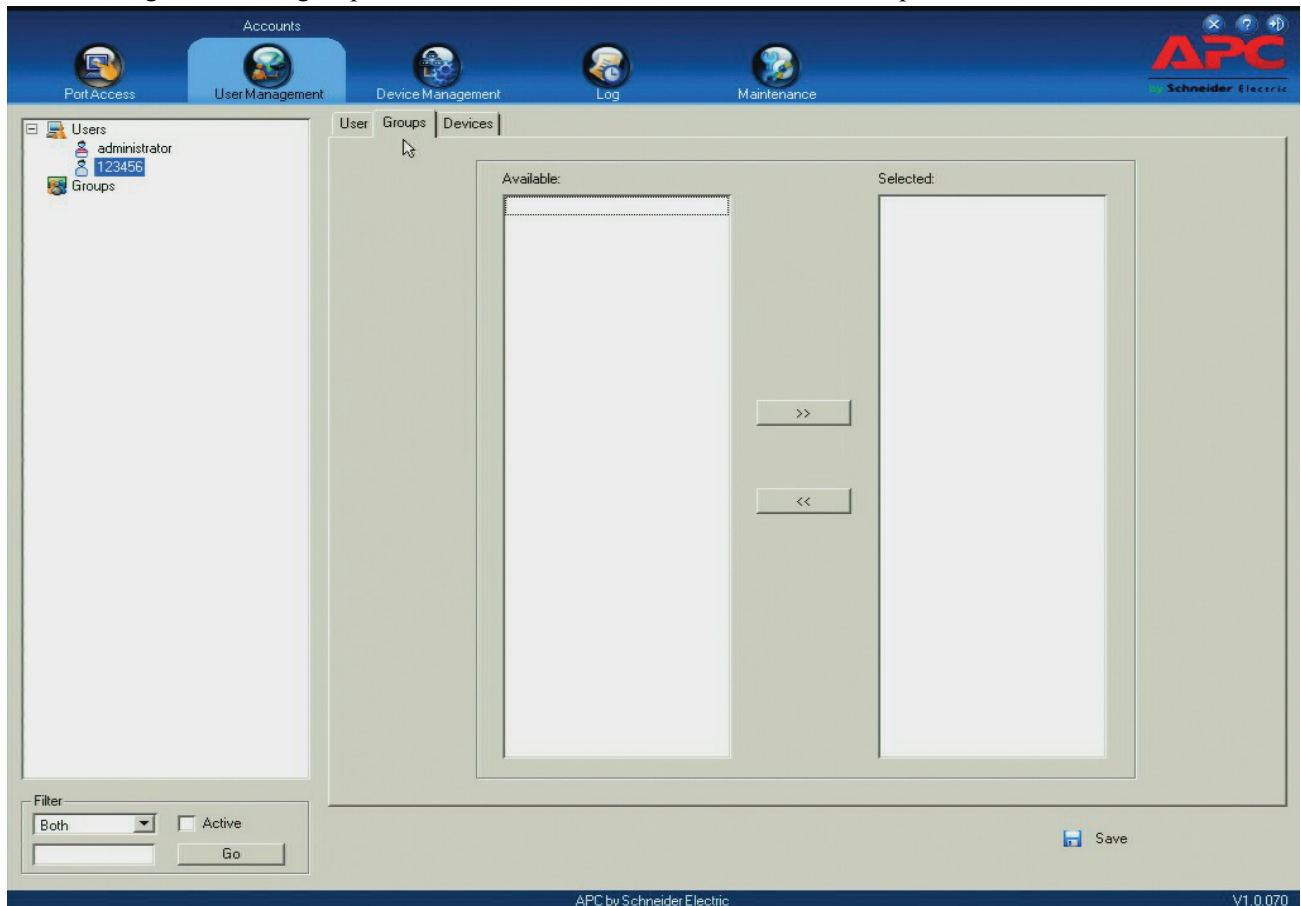 Accounts
Port Access
User Management
Device Management
Log
Maintenance
APC
by Schneider Electric
Users
administrator
123456
Groups
User
Groups
Devices
Available:
Selected:
>>
<<
Filter
Both
Active
Go
Save
APC by Schneider Electric
V1.0.070